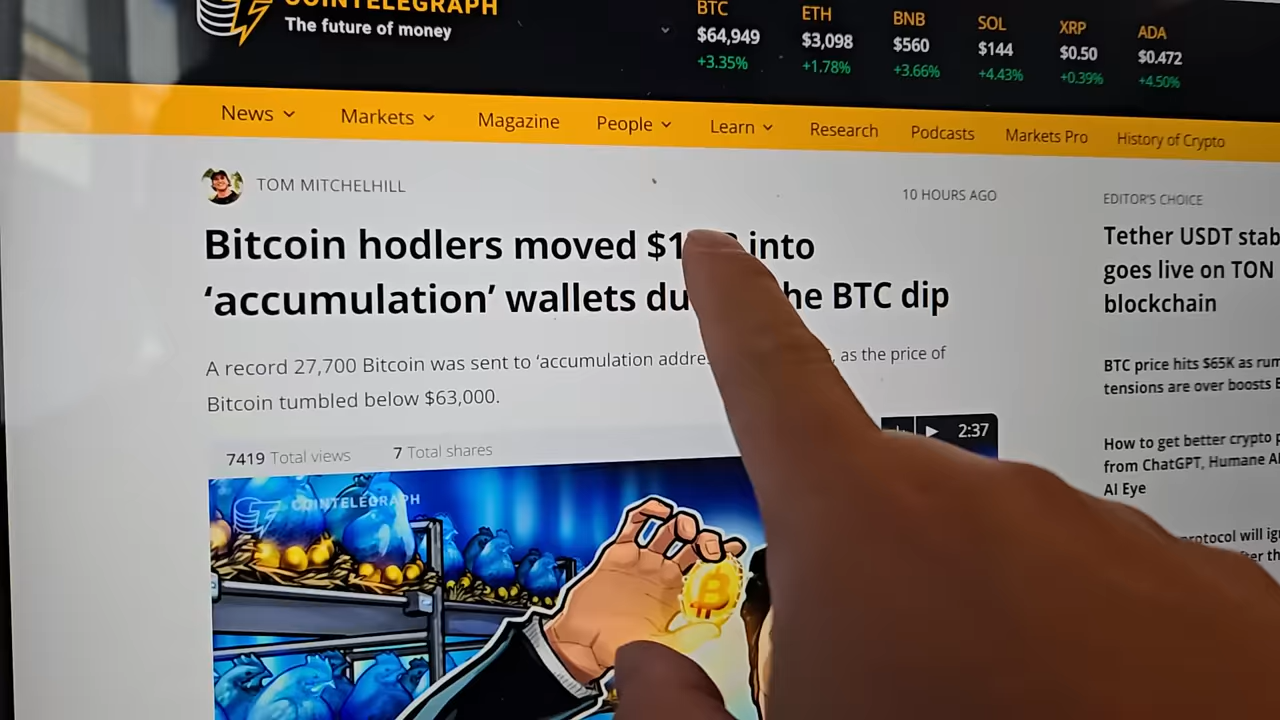 COINTELEGRAPH
The future of money
BTC
$64,949
+3.35%
ETH
$3,098
+1.78%
BNB
$560
+3.66%
SOL
$144
+4.43%
XRP
$0.50
+0.39%
ADA
$0.472
+4.50%
News
Markets
Magazine
People
Learn
Research
Podcasts
Markets Pro
History of Crypto
TOM MITCHELHILL
10 HOURS AGO
Bitcoin hodlers moved $1 into
‘accumulation’ wallets du he BTC dip
A record 27,700 Bitcoin was sent to ‘accumulation addre , as the price of
Bitcoin tumbled below $63,000.
7419 Total views
7 Total shares
2:37
COINTELEGRAPH
EDITOR'S CHOICE
Tether USDT stab
goes live on TON
blockchain
BTC price hits $65K as rum
tensions are over boosts B
How to get better crypto p
from ChatGPT, Humane AI
AI Eye
protocol will ig
ter th